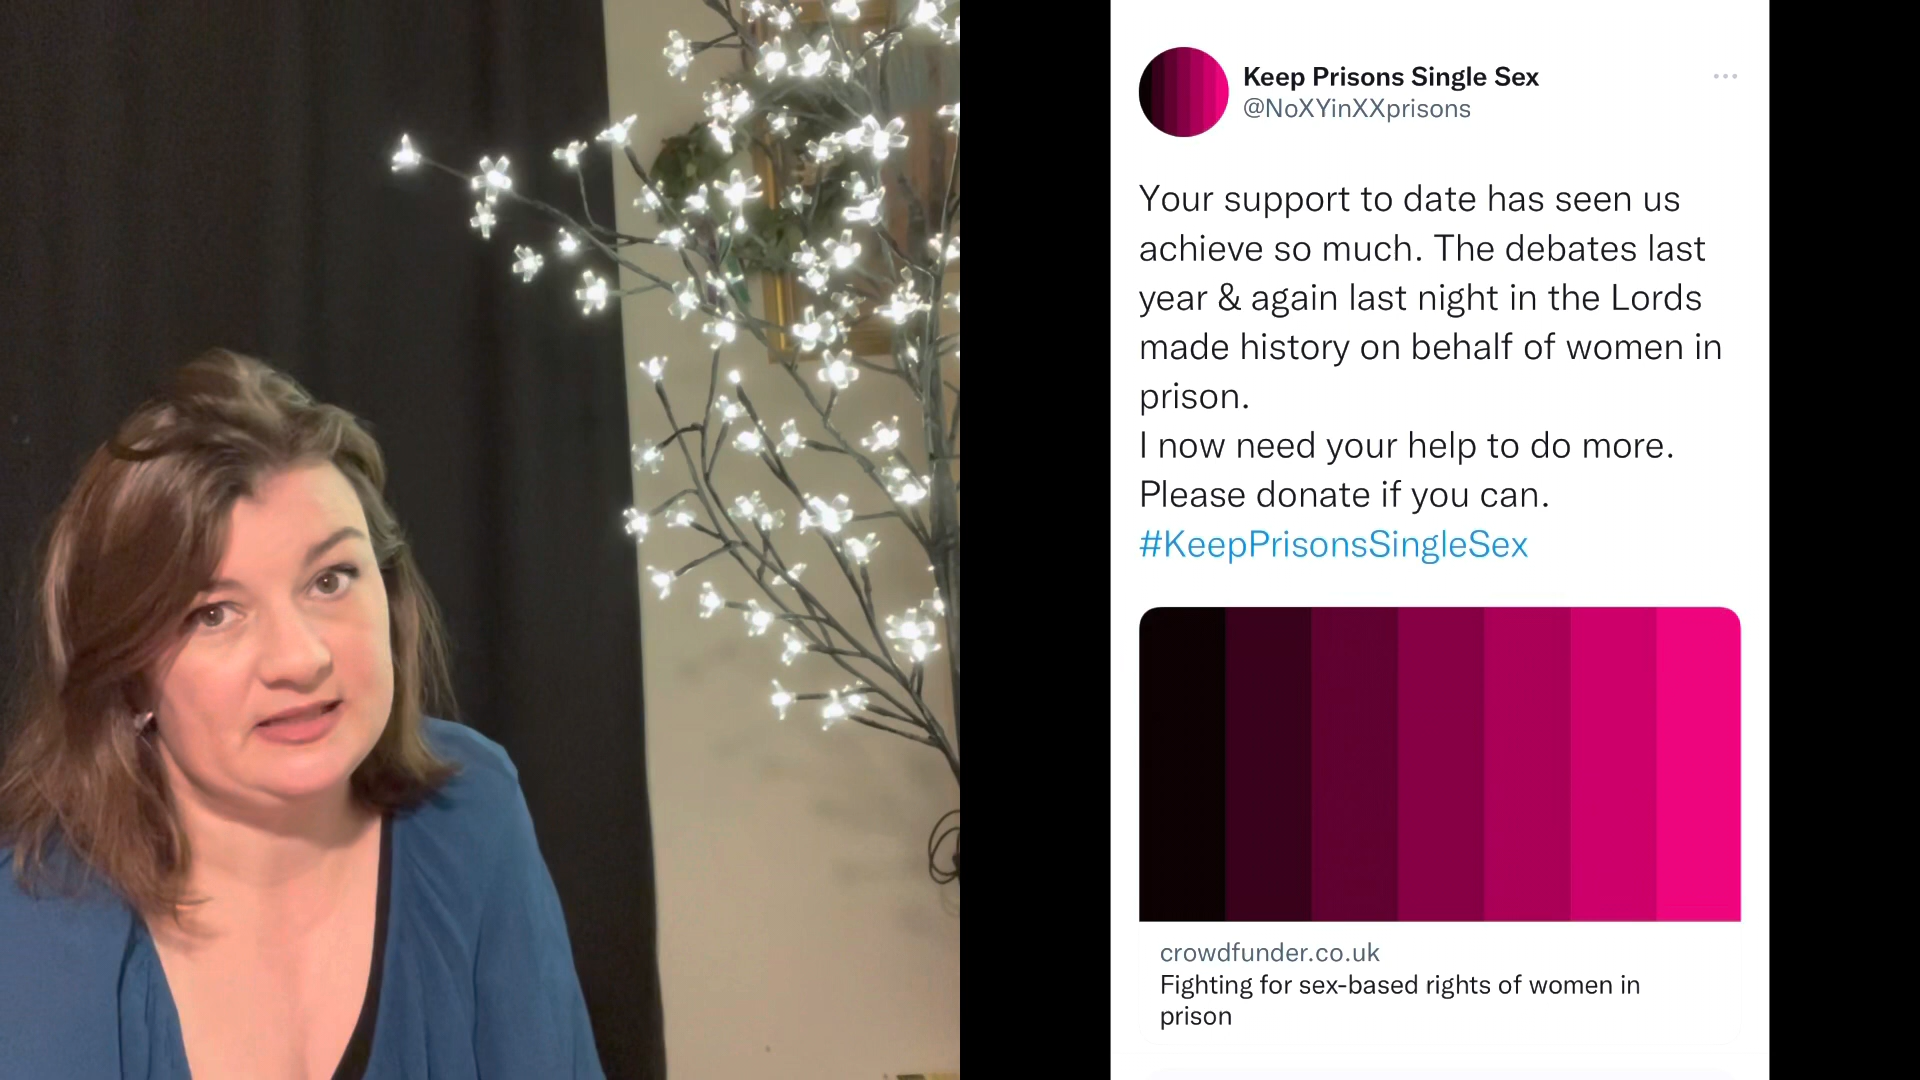 Keep Prisons Single Sex
@NoXYinXXprisons
Your support to date has seen us
achieve so much. The debates last
year & again last night in the Lords
made history on behalf of women in
prison.
I now need your help to do more.
Please donate if you can.
#KeepPrisonsSingleSex
crowdfunder.co.uk
Fighting for sex-based rights of women in
prison